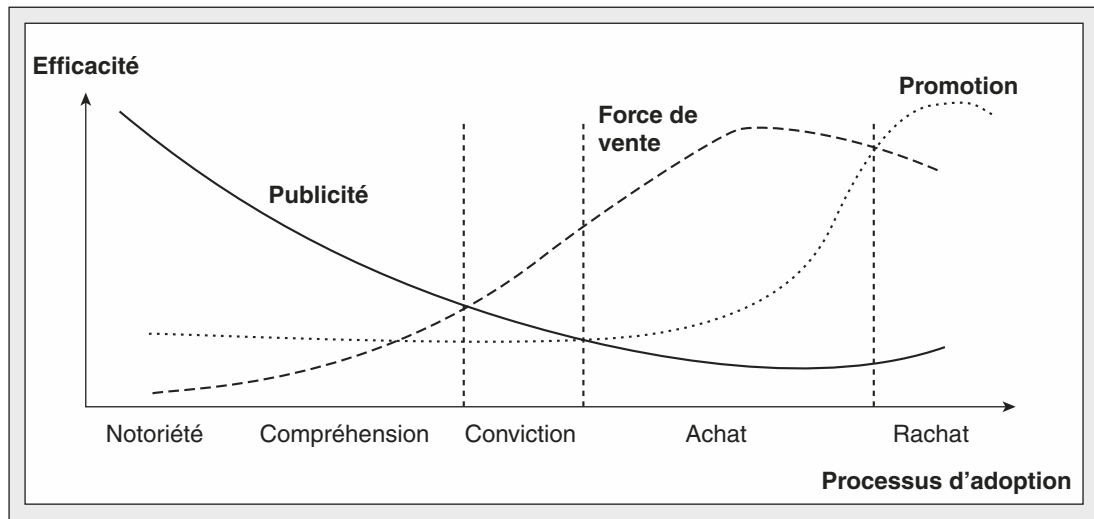 Efficacité
Promotion
Force de
vente
Publicité
Notoriété Compréhension Conviction Achat Rachat
Processus d'adoption